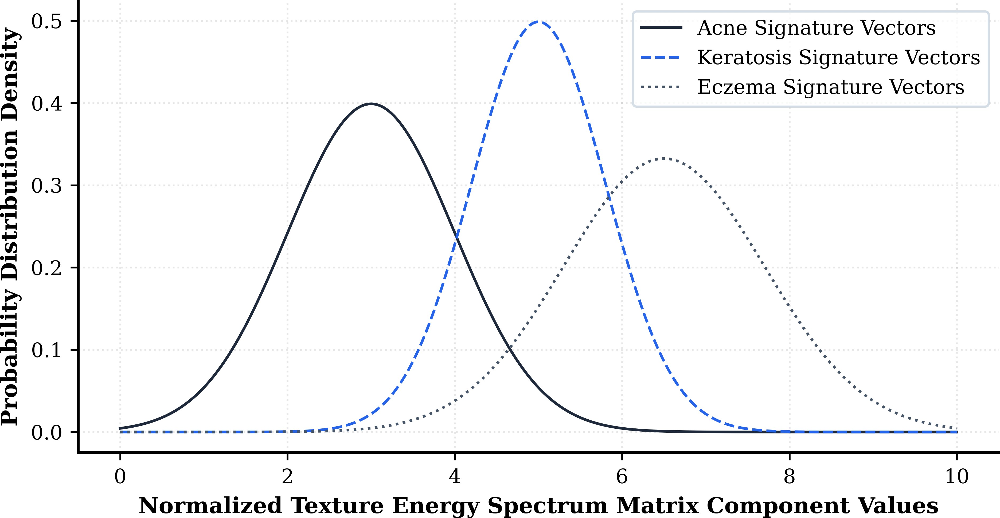 Probability Distribution Density
0.5
0.4
0.3
0.2
0.1
0.0
Acne Signature Vectors
Keratosis Signature Vectors
Eczema Signature Vectors
0 2 4 6 8 10
Normalized Texture Energy Spectrum Matrix Component Values